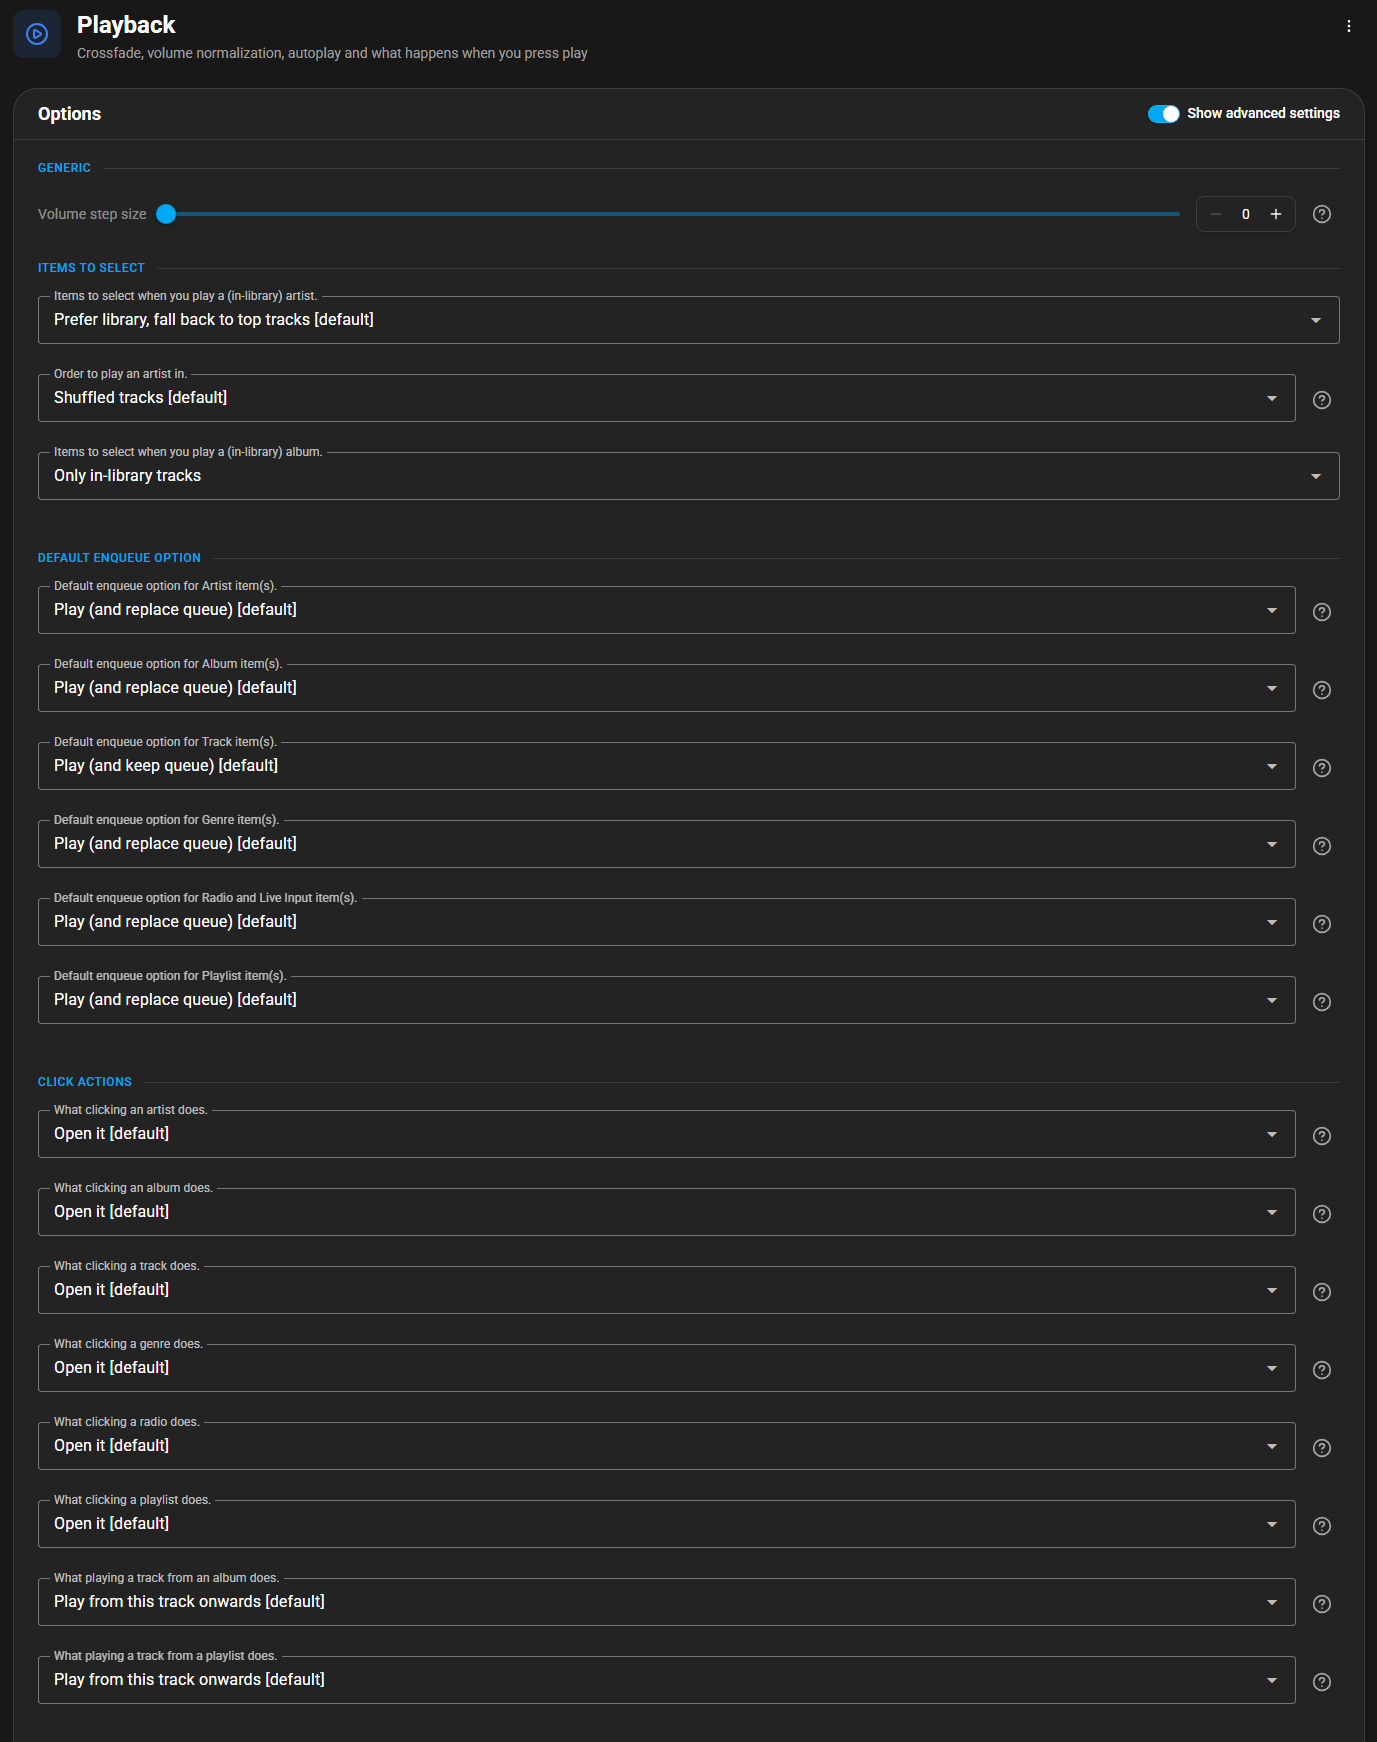 Playback
Crossfade, volume normalization, autoplay and what happens when you press play
Options
Show advanced settings
GENERIC
Volume step size
0
ITEMS TO SELECT
Items to select when you play a (in-library) artist.
Prefer library, fall back to top tracks [default]
Order to play an artist in.
Shuffled tracks [default]
Items to select when you play a (in-library) album.
Only in-library tracks
DEFAULT ENQUEUE OPTION
Default enqueue option for Artist item(s).
Play (and replace queue) [default]
Default enqueue option for Album item(s).
Play (and replace queue) [default]
Default enqueue option for Track item(s).
Play (and keep queue) [default]
Default enqueue option for Genre item(s).
Play (and replace queue) [default]
Default enqueue option for Radio and Live Input item(s).
Play (and replace queue) [default]
Default enqueue option for Playlist item(s).
Play (and replace queue) [default]
CLICK ACTIONS
What clicking an artist does.
Open it [default]
What clicking an album does.
Open it [default]
What clicking a track does.
Open it [default]
What clicking a genre does.
Open it [default]
What clicking a radio does.
Open it [default]
What clicking a playlist does.
Open it [default]
What playing a track from an album does.
Play from this track onwards [default]
What playing a track from a playlist does.
Play from this track onwards [default]